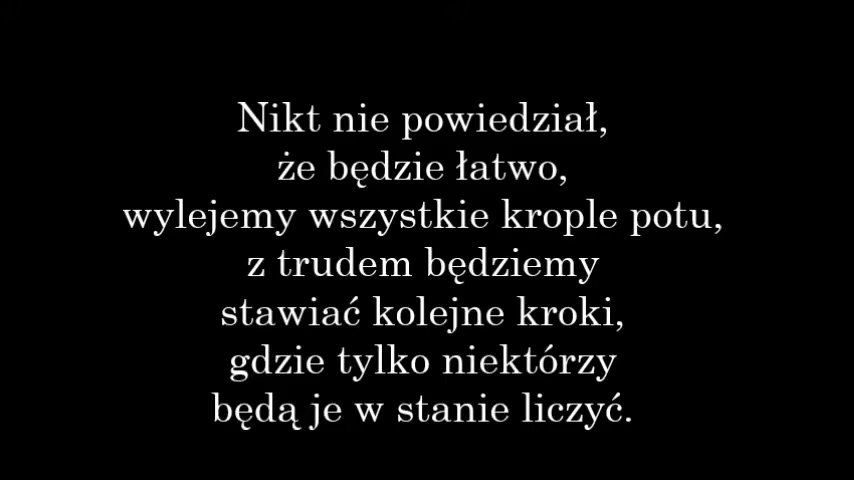 Nikt nie powiedział,
że będzie łatwo,
wylejemy wszystkie krople potu,
z trudem będziemy
stawiać kolejne kroki,
gdzie tylko niektórzy
będą je w stanie liczyć.